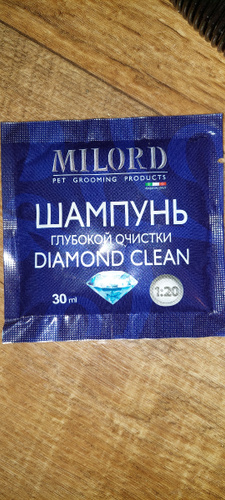 MILORD
PET GROOMING PRODUCTS
ШАМПУНЬ
ГЛУБОКОЙ ОЧИСТКИ
DIAMOND CLEAN
30 ml
1:20